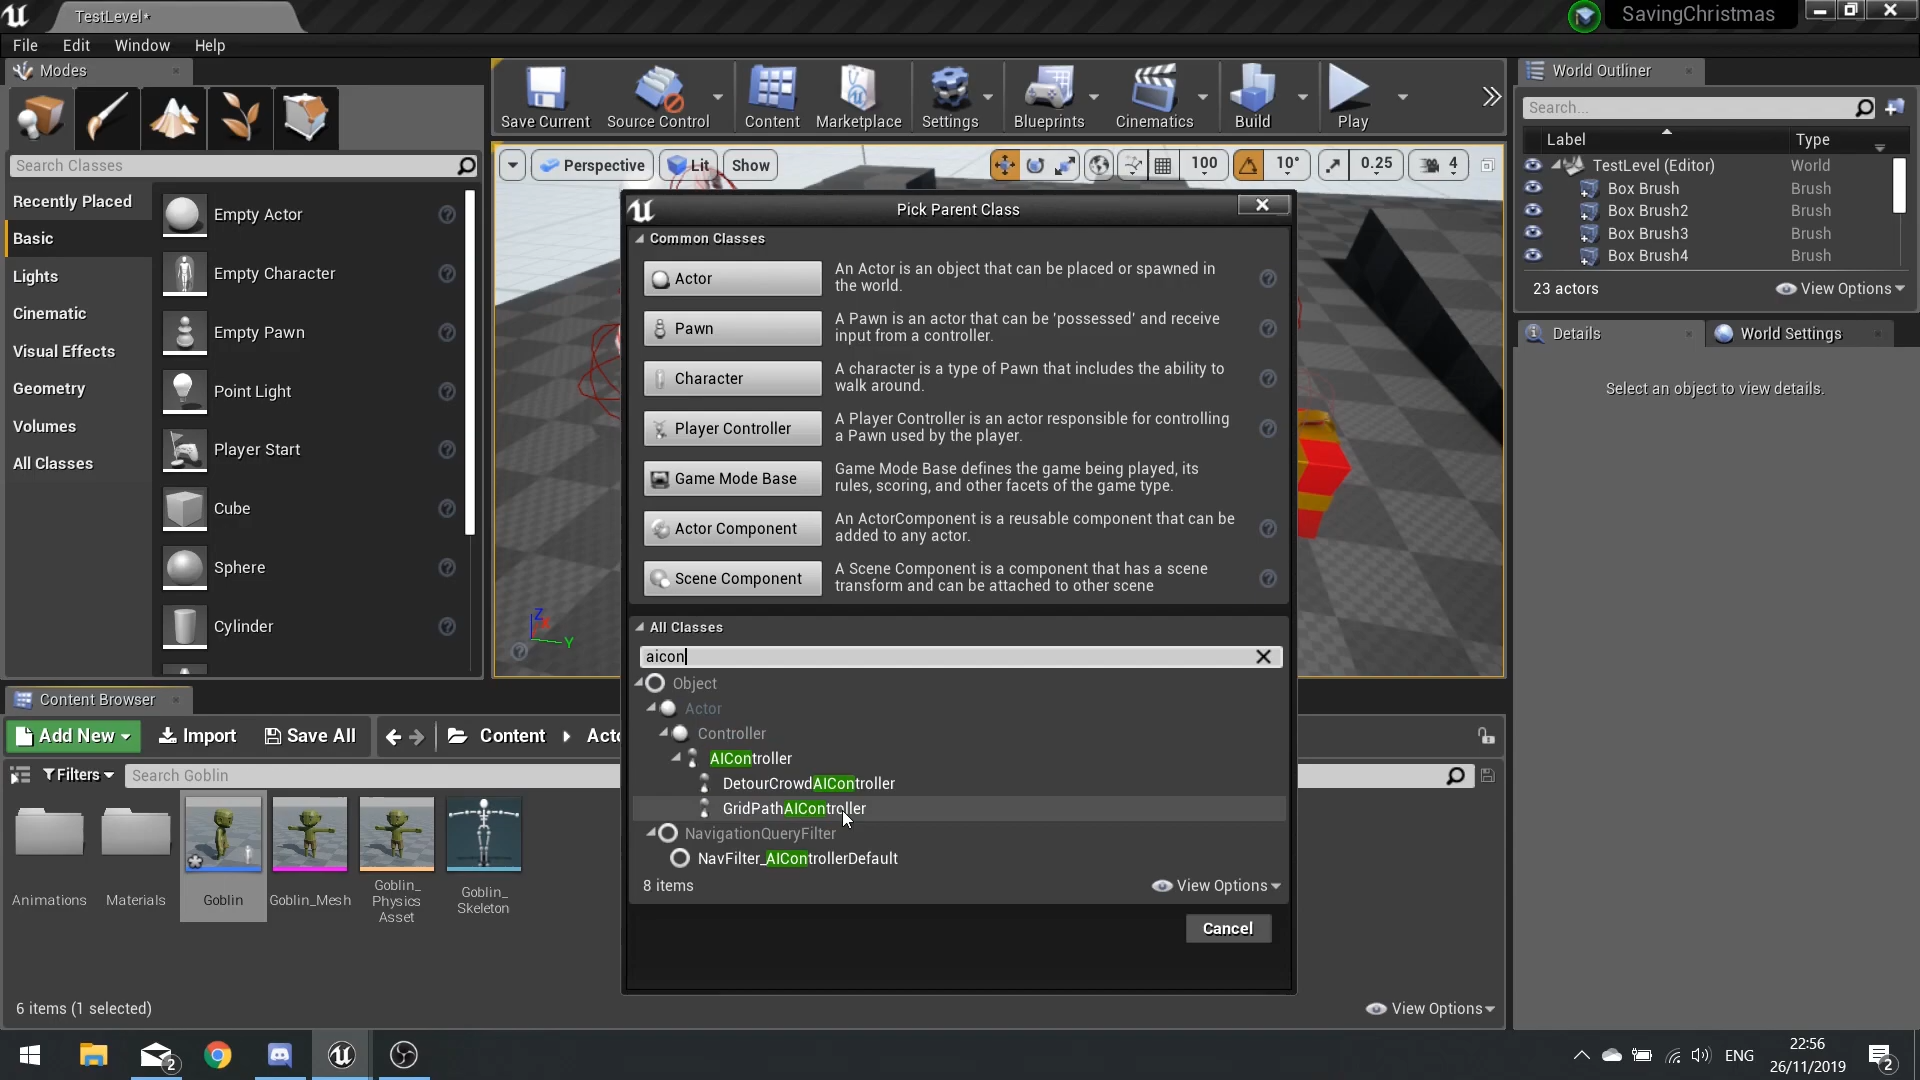 TestLevel*
SavingChristmas
File Edit Window Help
Modes
Search Classes
Recently Placed
Basic
Lights
Cinematic
Visual Effects
Geometry
Volumes
All Classes
Empty Actor
Empty Character
Empty Pawn
Point Light
Player Start
Cube
Sphere
Cylinder
Save Current
Source Control
Content
Marketplace
Settings
Blueprints
Cinematics
Build
Play
Perspective
Lit
Show
100
10°
0.25
4
Z
Y
Pick Parent Class
Common Classes
Actor
An Actor is an object that can be placed or spawned in
the world.
Pawn
A Pawn is an actor that can be 'possessed' and receive
input from a controller.
Character
A character is a type of Pawn that includes the ability to
walk around.
Player Controller
A Player Controller is an actor responsible for controlling
a Pawn used by the player.
Game Mode Base
Game Mode Base defines the game being played, its
rules, scoring, and other facets of the game type.
Actor Component
An ActorComponent is a reusable component that can be
added to any actor.
Scene Component
A Scene Component is a component that has a scene
transform and can be attached to other scene
All Classes
aicon
Object
Actor
Controller
AIController
DetourCrowdAIController
GridPathAIController
NavigationQueryFilter
NavFilter_AIControllerDefault
8 items
View Options
Cancel
World Outliner
Search...
Label Type
TestLevel (Editor) World
Box Brush Brush
Box Brush2 Brush
Box Brush3 Brush
Box Brush4 Brush
23 actors
View Options
Details
World Settings
Select an object to view details.
Content Browser
Add New
Import
Save All
Content
Acto
Filters
Search Goblin
Animations
Materials
Goblin
Goblin_Mesh
Goblin_
Physics
Asset
Goblin_
Skeleton
6 items (1 selected)
View Options
2
ENG
22:56
26/11/2019
2